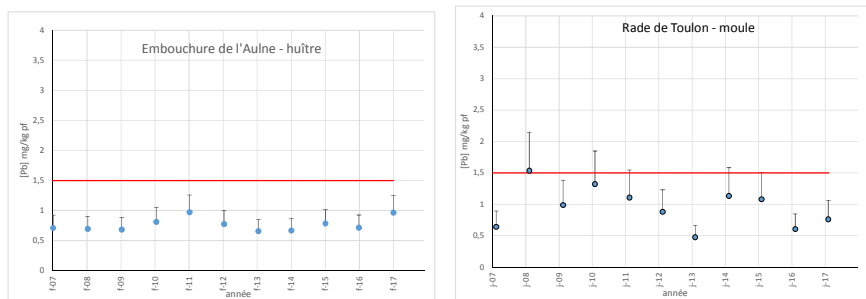 Embouchure de l'Aulne - huître
[Pb] mg/kg pf
4
3,5
3
2,5
2
1,5
1
0,5
0
f-07
f-08
f-09
f-10
f-11
f-12
f-13
f-14
f-15
f-16
f-17
année
Rade de Toulon - moule
[Pb] mg/kg pf
4
3,5
3
2,5
2
1,5
1
0,5
0
j-07
j-08
j-09
j-10
j-11
j-12
j-13
j-14
j-15
j-16
j-17
année